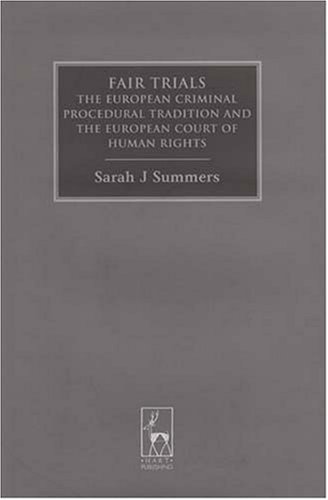 FAIR TRIALS
THE EUROPEAN CRIMINAL
PROCEDURAL TRADITION AND
THE EUROPEAN COURT OF
HUMAN RIGHTS
Sarah J Summers
·HART·
PUBLISHING